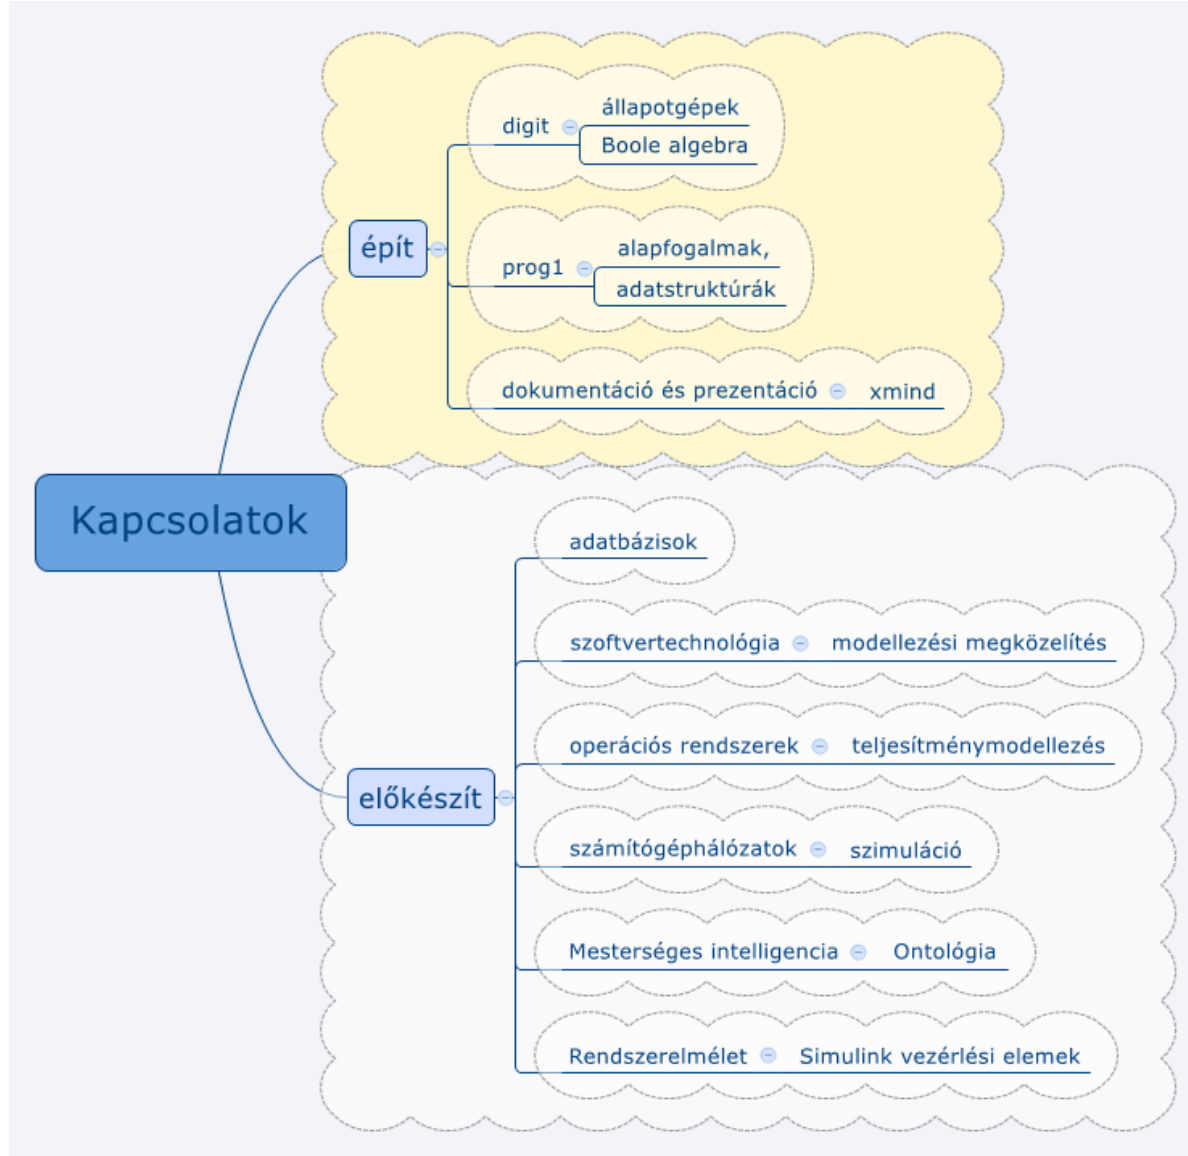 Kapcsolatok
épít
digit
állapotgépek
Boole algebra
prog1
alapfogalmak,
adatstruktúrák
dokumentáció és prezentáció
xmind
előkészít
adatbázisok
szoftvertechnológia
modellezési megközelítés
operációs rendszerek
teljesítménymodellezés
számítógéphálózatok
szimuláció
Mesterséges intelligencia
Ontológia
Rendszerelmélet
Simulink vezérlési elemek